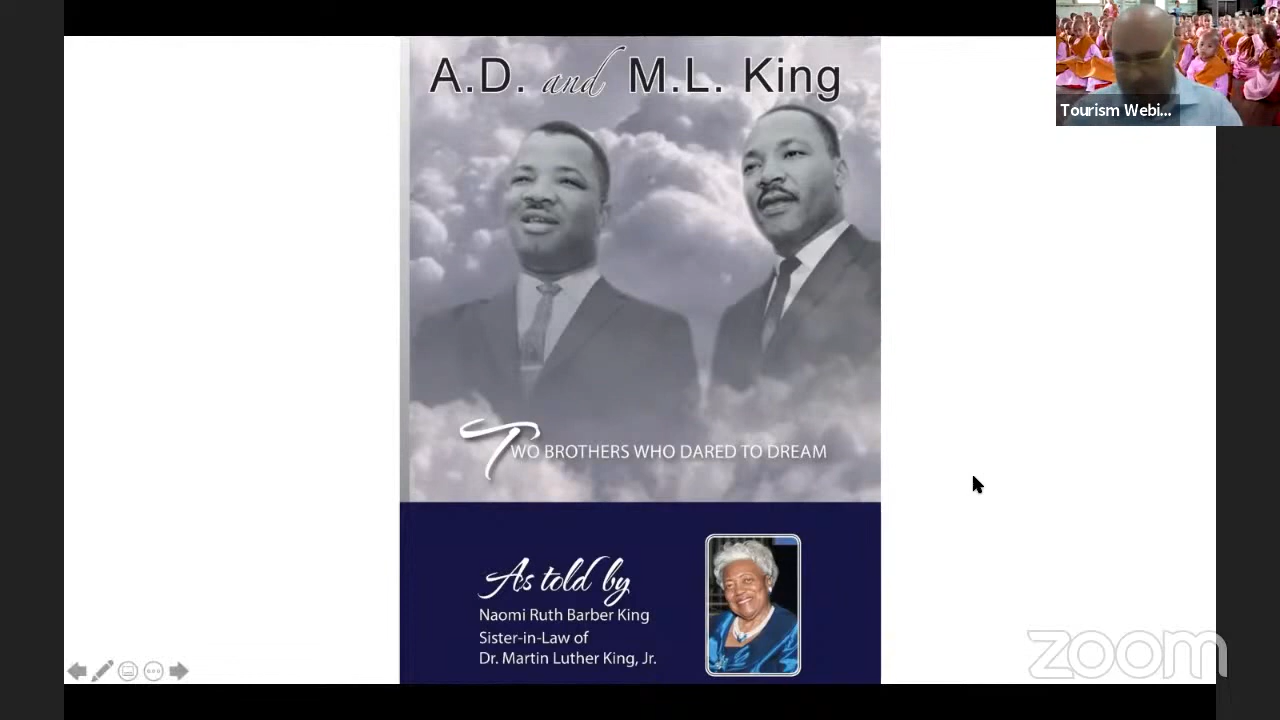 A.D. and M.L. King
Tourism Webi...
TWO BROTHERS WHO DARED TO DREAM
As told by
Naomi Ruth Barber King
Sister-in-Law of
Dr. Martin Luther King, Jr.
zoom